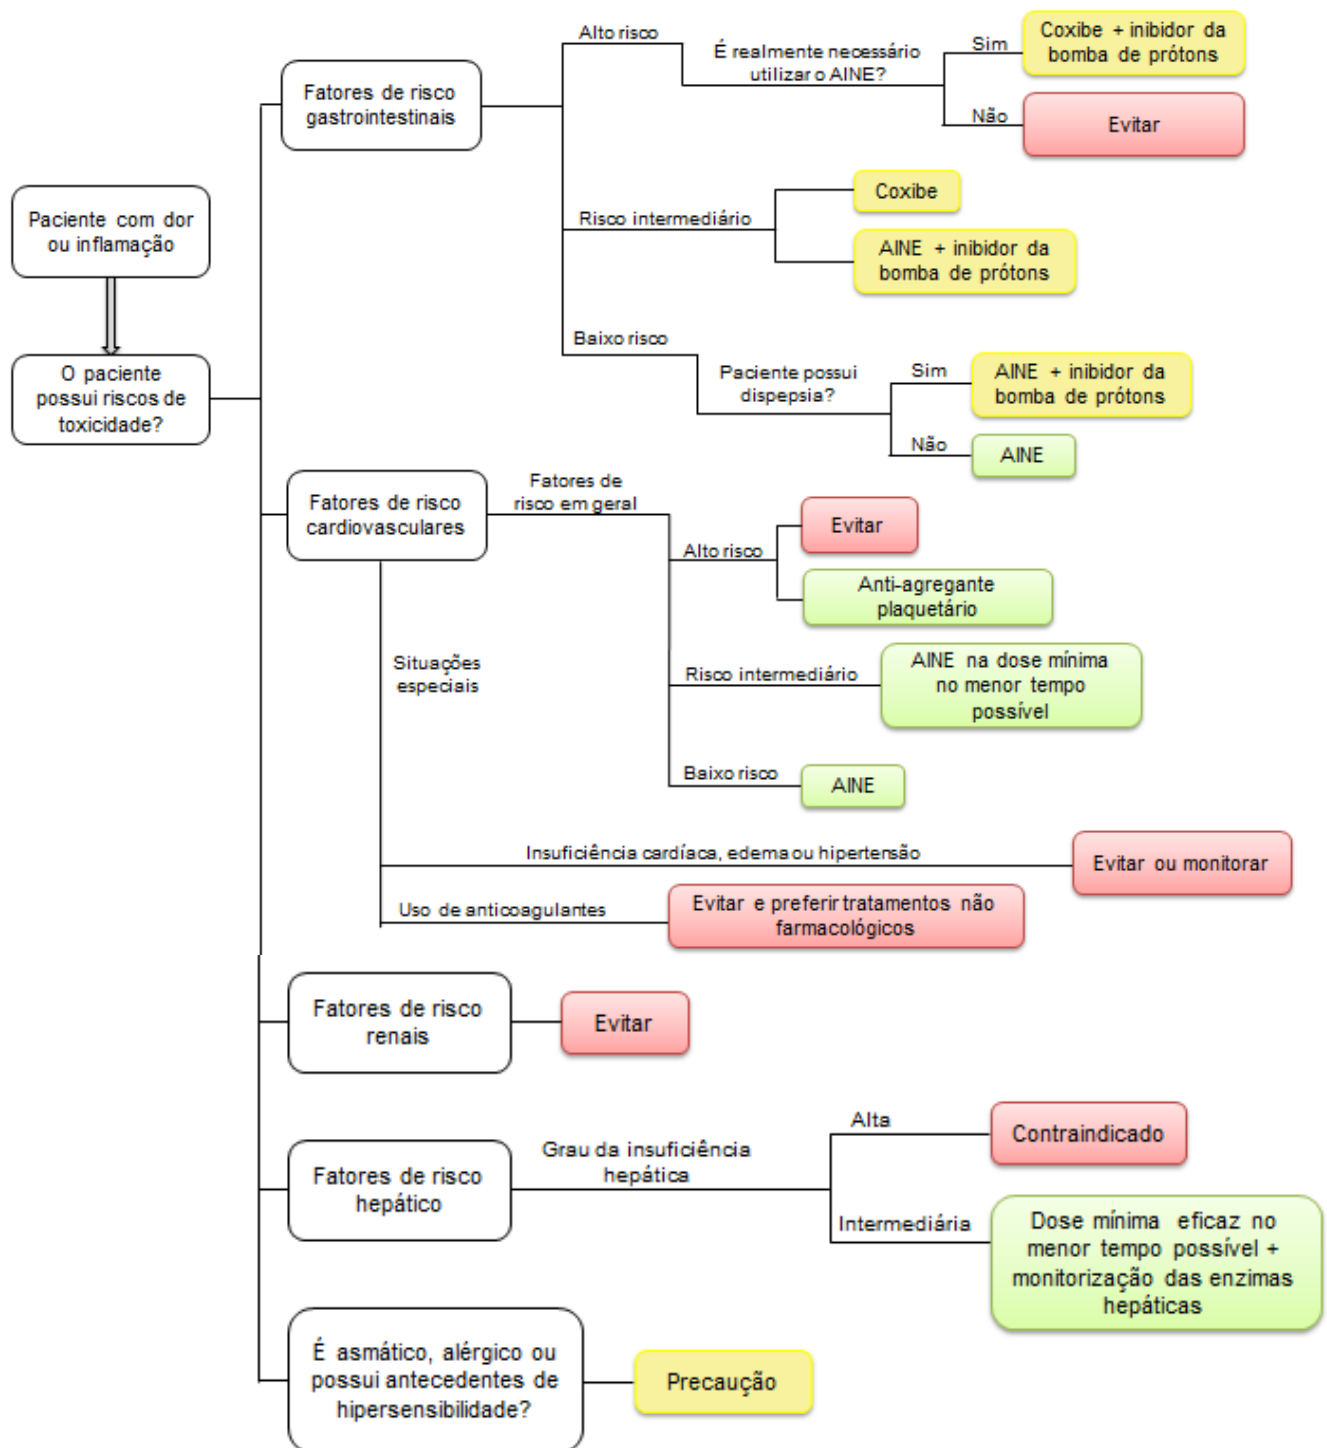 Alto risco
É realmente necessário
utilizar o AINE?
Sim
Coxibe + inibidor da
bomba de prótons
Não
Evitar
Fatores de risco
gastrointestinais
Paciente com dor
ou inflamação
Risco intermediário
Coxibe
AINE + inibidor da
bomba de prótons
Baixo risco
O paciente
possui riscos de
toxicidade?
Paciente possui
dispepsia?
Sim
AINE + inibidor da
bomba de prótons
Não
AINE
Fatores de risco
cardiovasculares
Fatores de
risco em geral
Alto risco
Evitar
Anti-agregante
plaquetário
Situações
especiais
Risco intermediário
AINE na dose mínima
no menor tempo
possível
Baixo risco
AINE
Insuficiência cardíaca, edema ou hipertensão
Evitar ou monitorar
Uso de anticoagulantes
Evitar e preferir tratamentos não
farmacológicos
Fatores de risco
renais
Evitar
Fatores de risco
hepático
Grau da insuficiência
hepática
Alta
Contraindicado
Intermediária
Dose mínima eficaz no
menor tempo possível +
monitorização das enzimas
hepáticas
É asmático, alérgico ou
possui antecedentes de
hipersensibilidade?
Precaução